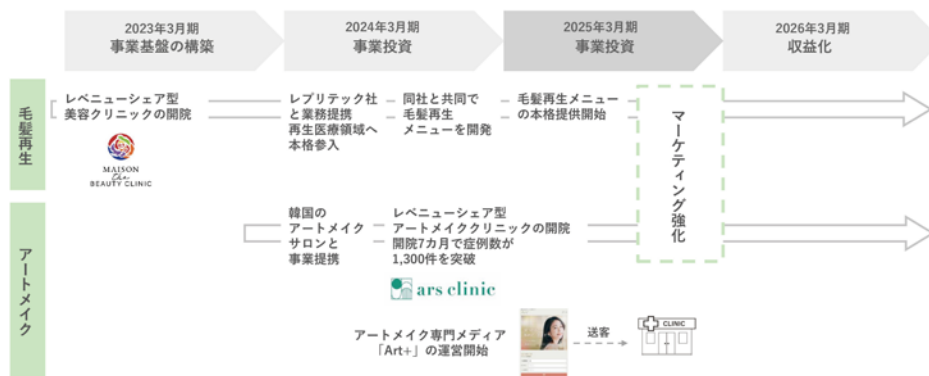 2023年3月期
事業基盤の構築
2024年3月期
事業投資
2025年3月期
事業投資
2026年3月期
収益化
毛髪再生
レベニューシェア型
美容クリニックの開院
MAISON
the
BEAUTY CLINIC
レプリテック社
と業務提携
再生医療領域へ
本格参入
同社と共同で
毛髪再生
メニューを開発
毛髪再生メニュー
の本格提供開始
マーケティング強化
アートメイク
韓国の
アートメイク
サロンと
事業提携
レベニューシェア型
アートメイククリニックの開院
開院7カ月で症例数が
1,300件を突破
ars clinic
アートメイク専門メディア
「Art+」の運営開始
送客
CLINIC